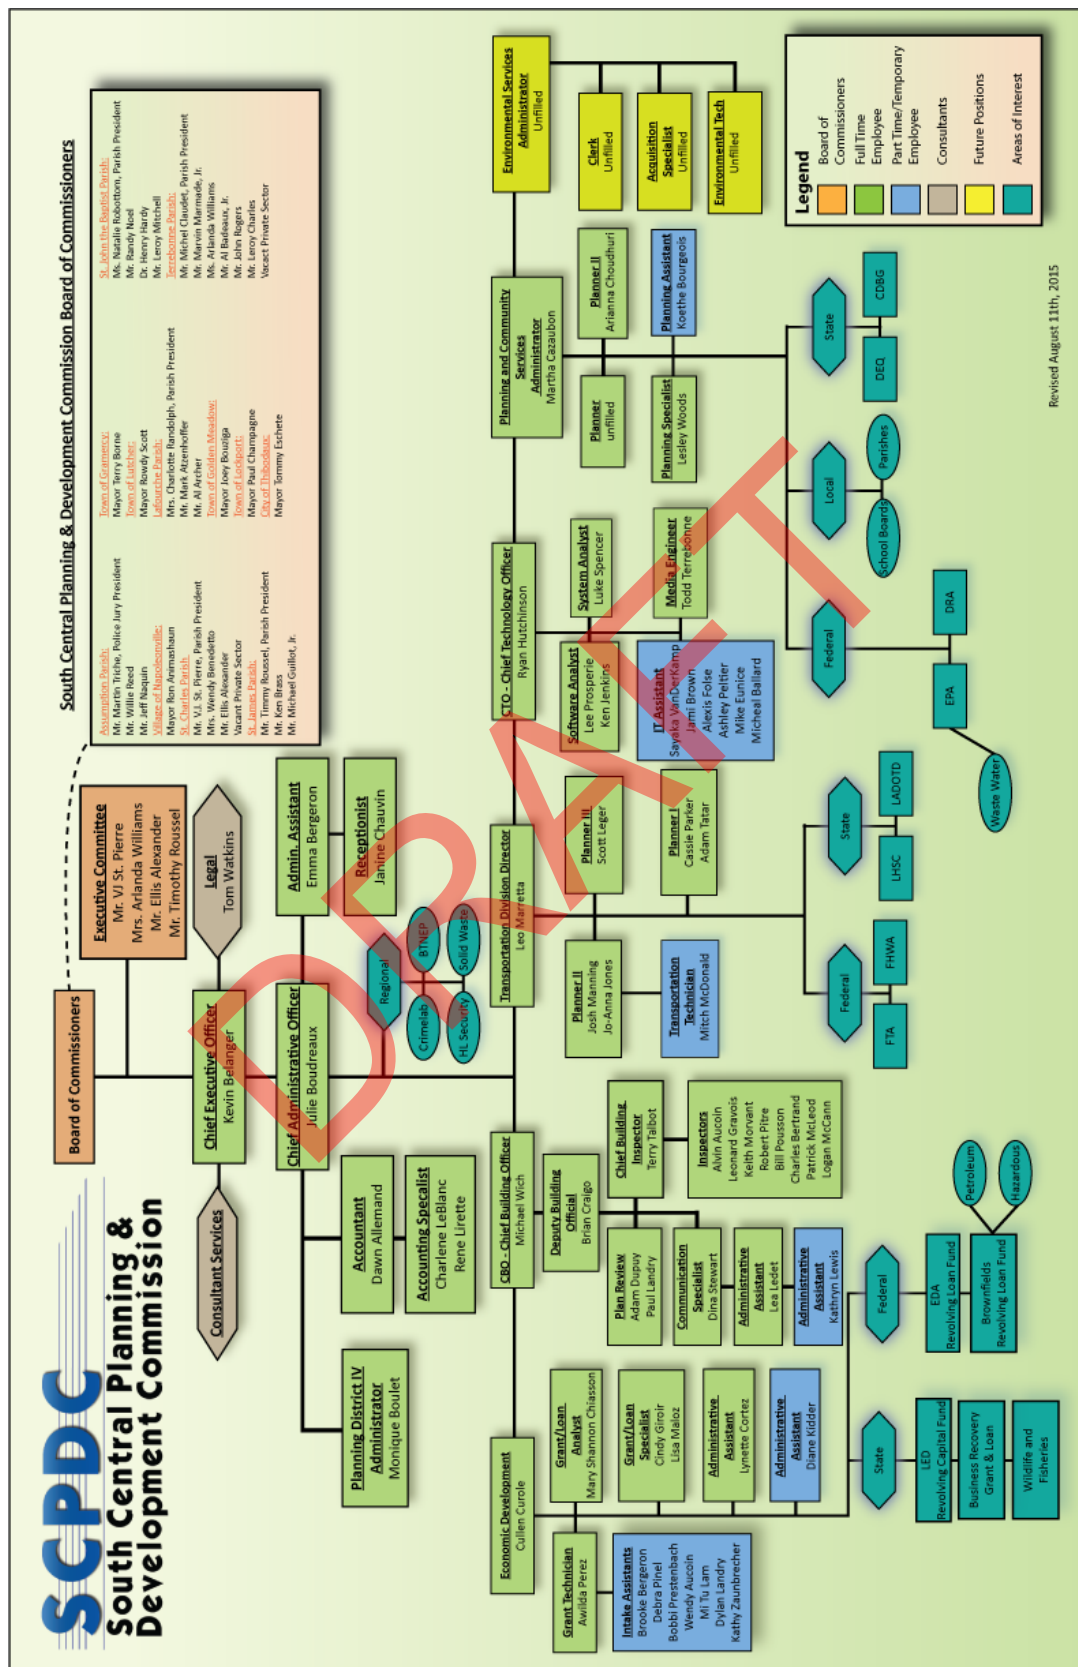 SCPDC
South Central Planning &
Development Commission
South Central Planning & Development Commission Board of Commissioners
Assumption Parish:
Mr. Martin Triche, Police Jury President
Mr. Willie Reed
Mr. Jeff Naquin
Village of Napoleonville:
Mayor Ron Animashaun
St. Charles Parish
Mr. V.J. St. Pierre, Parish President
Mrs. Wendy Benedetto
Mr. Ellis Alexander
Vacant Private Sector
St. James Parish:
Mr. Timmy Roussel, Parish President
Mr. Ken Brass
Mr. Michael Guillot, Jr.
Town of Gramercy:
Mayor Terry Borne
Town of Lutcher:
Mayor Rowdy Scott
Lafourche Parish:
Mrs. Charlotte Randolph, Parish President
Mr. Mark Atzenhoffer
Mr. Al Archer
Town of Golden Meadow:
Mayor Joey Bouziga
Town of Lockport:
Mayor Paul Champagne
City of Thibodaux:
Mayor Tommy Eschete
St. John the Baptist Parish:
Ms. Natalie Robottom, Parish President
Mr. Randy Noel
Dr. Henry Hardy
Mr. Leroy Mitchell
Terrebonne Parish:
Mr. Michel Claudet, Parish President
Mr. Marvin Marmade, Jr.
Ms. Arlanda Williams
Mr. Al Badeaux, Jr.
Mr. John Rogers
Mr. Leroy Charles
Vacact Private Sector
Board of Commissioners
Executive Committee
Mr. VJ St. Pierre
Mrs. Arlanda Williams
Mr. Ellis Alexander
Mr. Timothy Roussel
Consultant Services
Chief Executive Officer
Kevin Belanger
Legal
Tom Watkins
Chief Administrative Officer
Julie Boudreaux
Admin. Assistant
Emma Bergeron
Receptionist
Janine Chauvin
Planning District IV
Administrator
Monique Boulet
Accountant
Dawn Allemand
Accounting Specalist
Charlene LeBlanc
Rene Lirette
Regional
Crimelab
BTNEP
HL Security
Solid Waste
Economic Development
Cullen Curole
Grant Technician
Awilda Perez
Intake Assistants
Brooke Bergeron
Debra Pinel
Bobbi Prestenbach
Wendy Aucoin
Mi Tu Lam
Dylan Landry
Kathy Zaunbrecher
Grant/Loan
Analyst
Mary Shannon Chiasson
Grant/Loan
Specialist
Cindy Giroir
Lisa Maloz
Administrative
Assistant
Lynette Cortez
Administrative
Assistant
Diane Kidder
State
LED
Revolving Capital Fund
Business Recovery
Grant & Loan
Wildlife and
Fisheries
Federal
EDA
Revolving Loan Fund
Brownfields
Revolving Loan Fund
Petroleum
Hazardous
CBO - Chief Building Officer
Michael Wich
Deputy Building
Official
Brian Craigo
Plan Review
Adam Dupuy
Paul Landry
Communication
Specialist
Dina Stewart
Administrative
Assistant
Lea Ledet
Administrative
Assistant
Kathryn Lewis
Chief Building
Inspector
Terry Talbot
Inspectors
Alvin Aucoin
Leonard Gravois
Keith Morvant
Robert Pitre
Bill Pousson
Charles Bertrand
Patrick McLeod
Logan McCann
Transportation Division Director
Leo Marretta
Planner II
Josh Manning
Jo-Anna Jones
Transportation
Technician
Mitch McDonald
Planner III
Scott Leger
Planner I
Cassie Parker
Adam Tatar
Federal
FTA
FHWA
State
LHSC
LADOTD
CTO - Chief Technology Officer
Ryan Hutchinson
Software Analyst
Lee Prosperie
Ken Jenkins
System Analyst
Luke Spencer
IT Assistant
Sayaka VanDerKamp
Jami Brown
Alexis Folse
Ashley Peltier
Mike Eunice
Micheal Ballard
Media Engineer
Todd Terrebonne
Planning and Community
Services
Administrator
Martha Cazaubon
Planner
unfilled
Planner II
Arianna Choudhuri
Planning Specialist
Lesley Woods
Planning Assistant
Koethe Bourgeois
Federal
EPA
DRA
Waste Water
Local
School Boards
Parishes
State
DEQ
CDBG
Environmental Services
Administrator
Unfilled
Clerk
Unfilled
Acquisition
Specialist
Unfilled
Environmental Tech
Unfilled
Legend
Board of
Commissioners
Full Time
Employee
Part Time/Temporary
Employee
Consultants
Future Positions
Areas of Interest
Revised August 11th, 2015
DRAFT